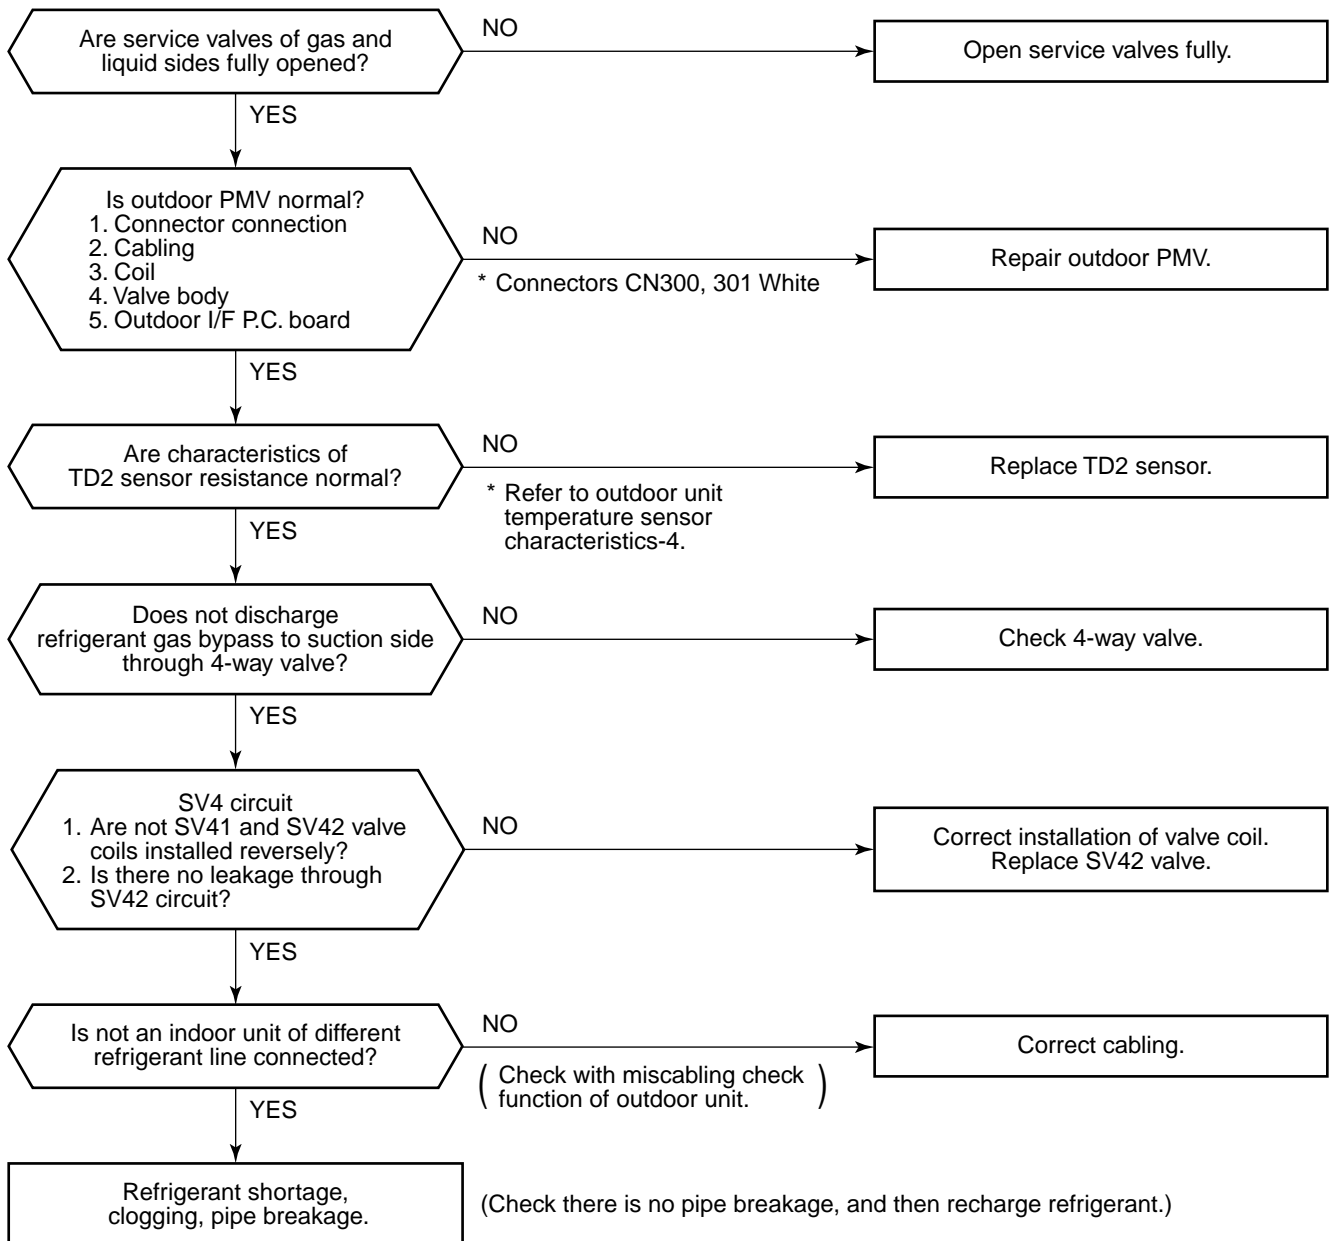 Are service valves of gas and
liquid sides fully opened?
NO
Open service valves fully.
YES
Is outdoor PMV normal?
1. Connector connection
2. Cabling
3. Coil
4. Valve body
5. Outdoor I/F P.C. board
NO
* Connectors CN300, 301 White
Repair outdoor PMV.
YES
Are characteristics of
TD2 sensor resistance normal?
NO
* Refer to outdoor unit
temperature sensor
characteristics-4.
Replace TD2 sensor.
YES
Does not discharge
refrigerant gas bypass to suction side
through 4-way valve?
NO
Check 4-way valve.
YES
SV4 circuit
1. Are not SV41 and SV42 valve
coils installed reversely?
2. Is there no leakage through
SV42 circuit?
NO
Correct installation of valve coil.
Replace SV42 valve.
YES
Is not an indoor unit of different
refrigerant line connected?
NO
( Check with miscabling check
function of outdoor unit. )
Correct cabling.
YES
Refrigerant shortage,
clogging, pipe breakage.
(Check there is no pipe breakage, and then recharge refrigerant.)